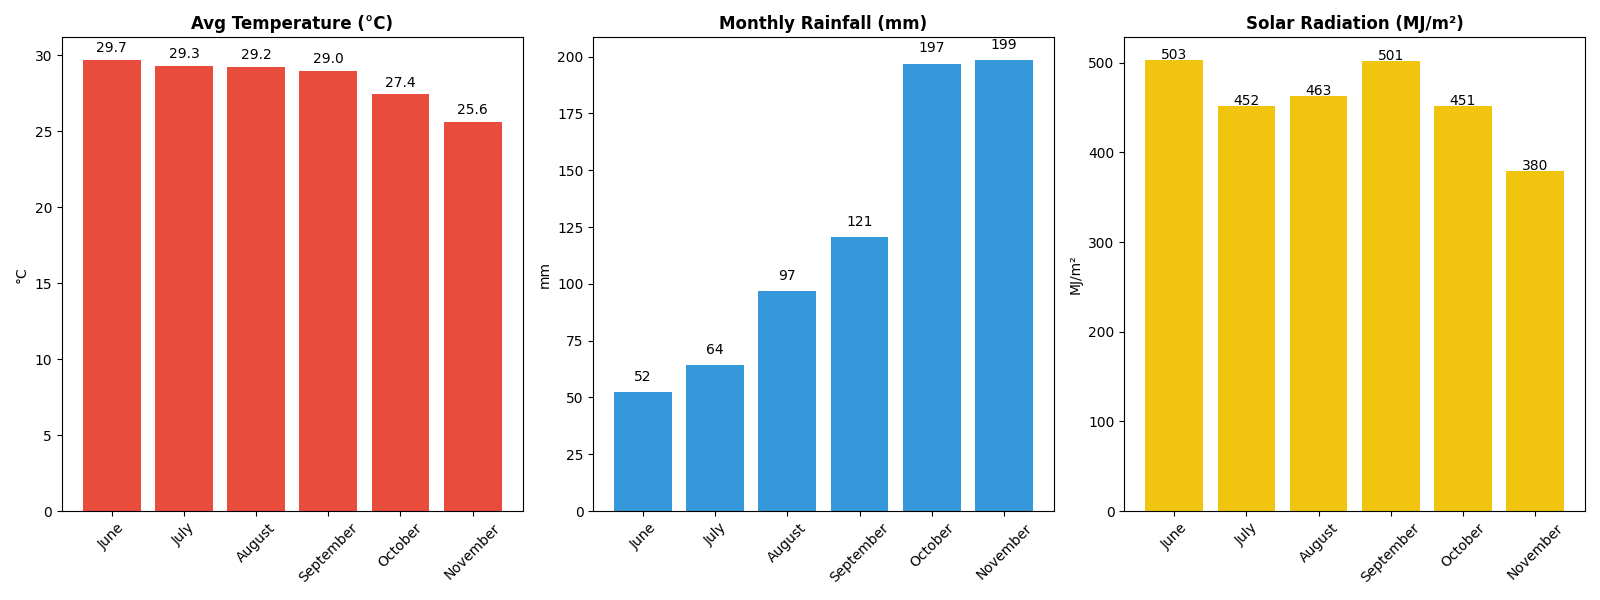 Avg Temperature (°C)
30
25
20
15
10
5
0
°C
29.7
29.3
29.2
29.0
27.4
25.6
June
July
August
September
October
November
Monthly Rainfall (mm)
200
175
150
125
100
75
50
25
0
mm
52
64
97
121
197
199
June
July
August
September
October
November
Solar Radiation (MJ/m²)
500
400
300
200
100
0
MJ/m²
503
452
463
501
451
380
June
July
August
September
October
November